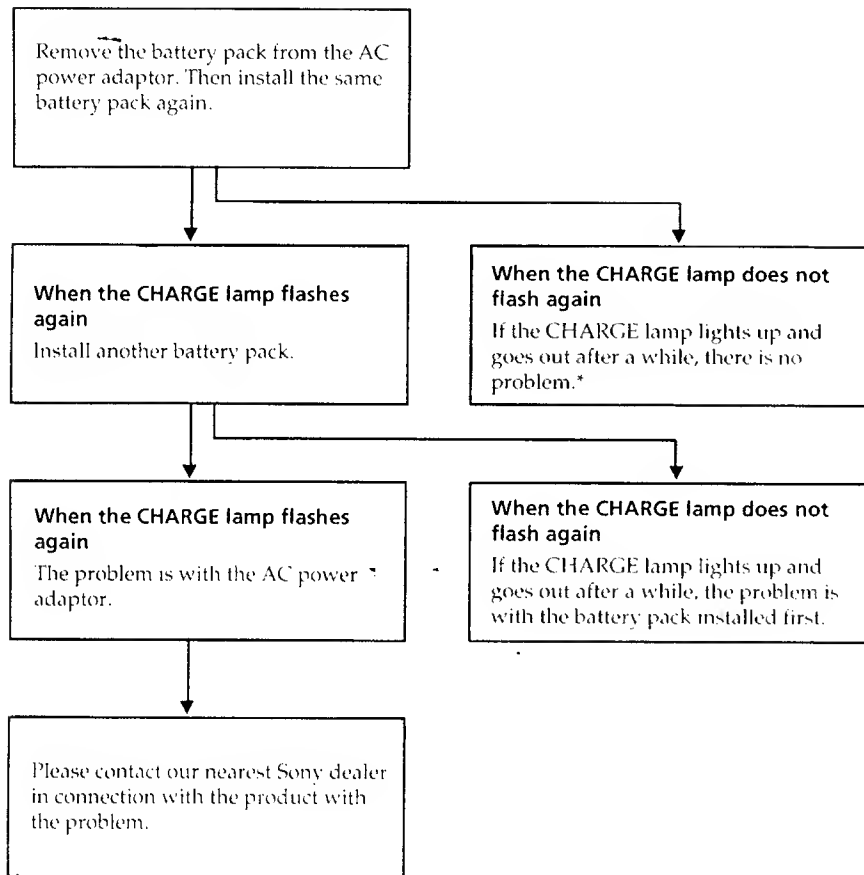 Remove the battery pack from the AC
power adaptor. Then install the same
battery pack again.
When the CHARGE lamp flashes
again
Install another battery pack.
When the CHARGE lamp does not
flash again
If the CHARGE lamp lights up and
goes out after a while, there is no
problem.*
When the CHARGE lamp flashes
again
The problem is with the AC power
adaptor.
When the CHARGE lamp does not
flash again
If the CHARGE lamp lights up and
goes out after a while, the problem is
with the battery pack installed first.
Please contact our nearest Sony dealer
in connection with the product with
the problem.